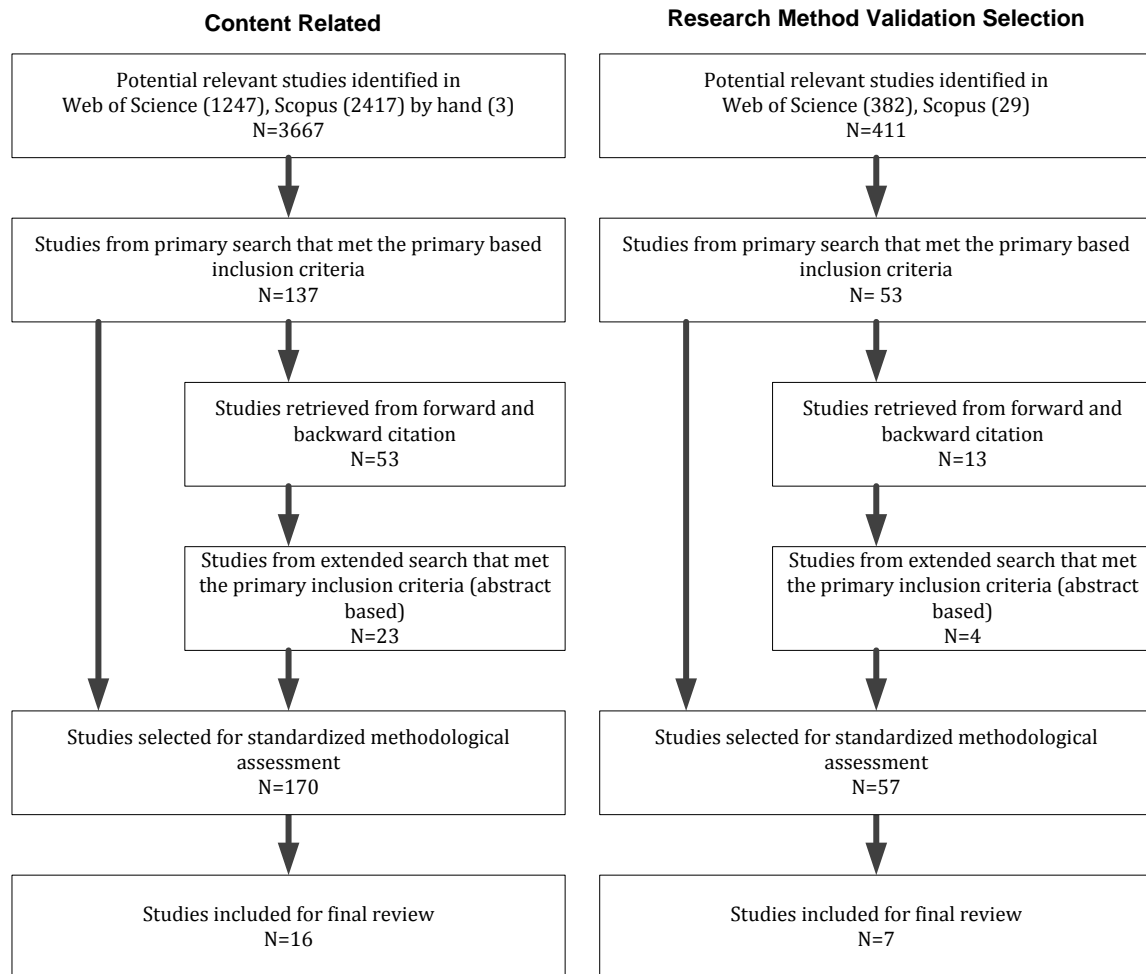 Content Related
Potential relevant studies identified in
Web of Science (1247), Scopus (2417) by hand (3)
N=3667
Studies from primary search that met the primary based
inclusion criteria
N=137
Studies retrieved from forward and
backward citation
N=53
Studies from extended search that met
the primary inclusion criteria (abstract
based)
N=23
Studies selected for standardized methodological
assessment
N=170
Studies included for final review
N=16
Research Method Validation Selection
Potential relevant studies identified in
Web of Science (382), Scopus (29)
N=411
Studies from primary search that met the primary based
inclusion criteria
N= 53
Studies retrieved from forward and
backward citation
N=13
Studies from extended search that met
the primary inclusion criteria (abstract
based)
N=4
Studies selected for standardized methodological
assessment
N=57
Studies included for final review
N=7